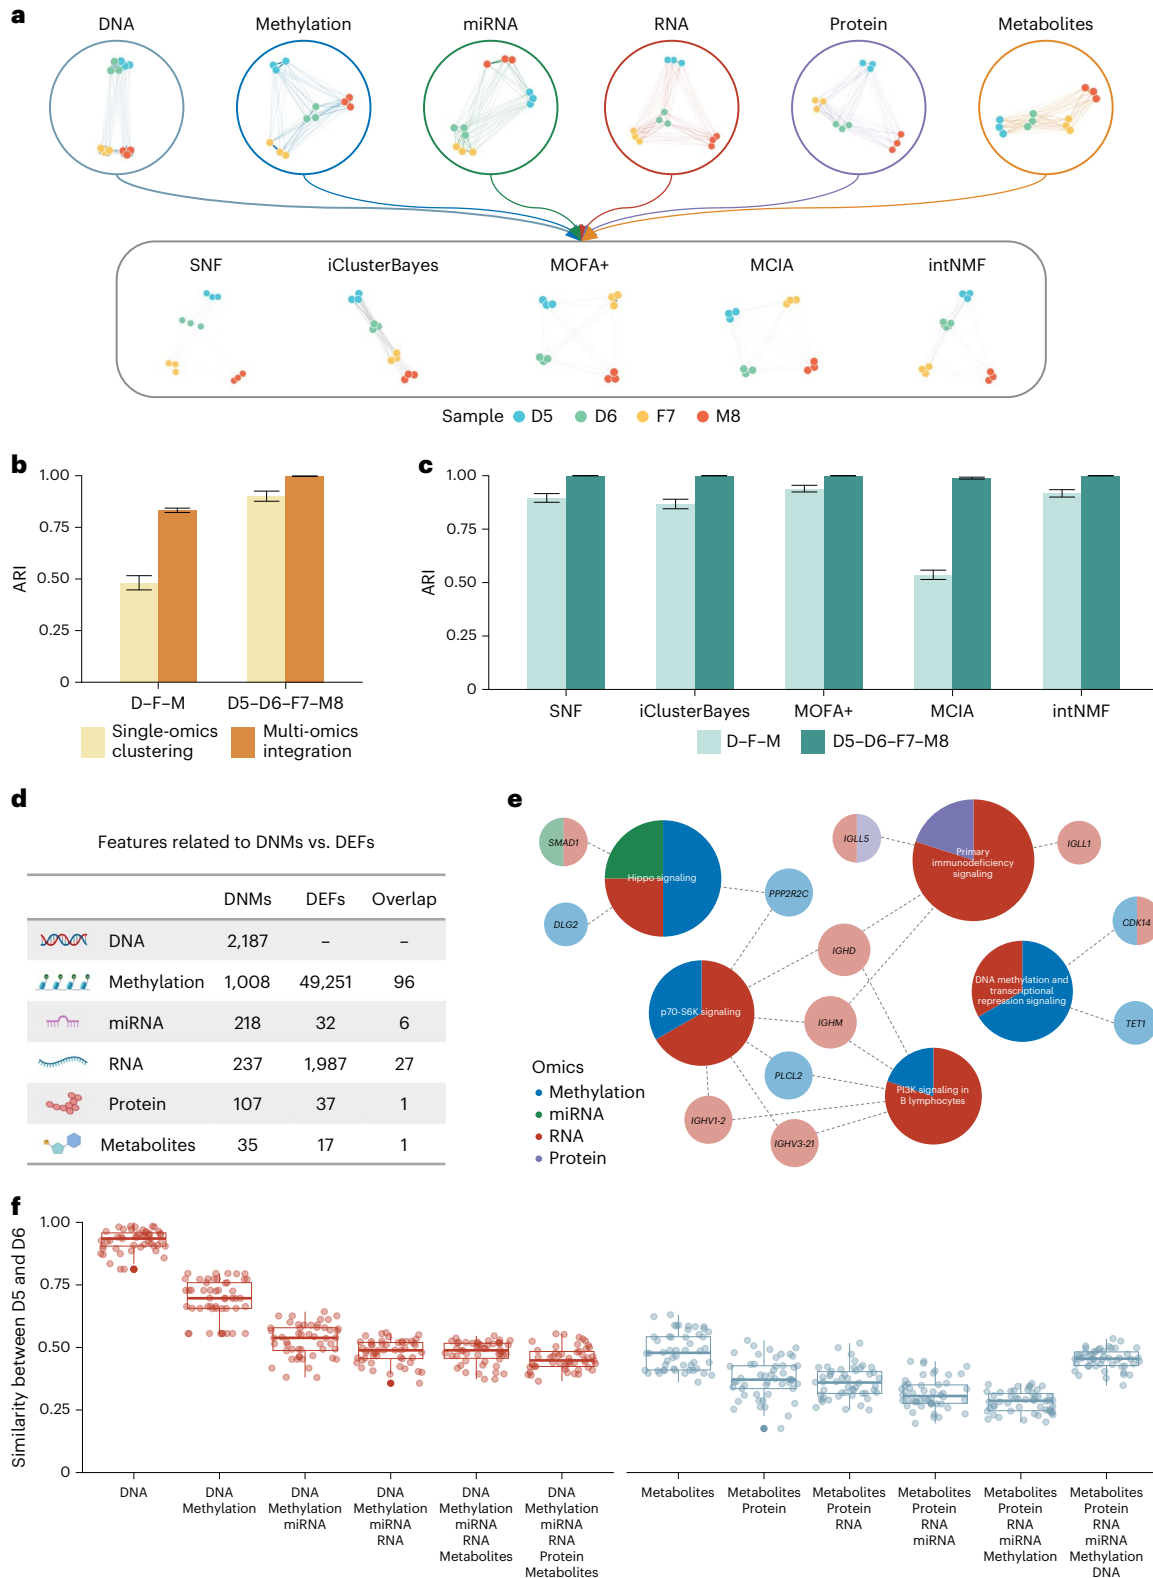 a
DNA Methylation miRNA RNA Protein Metabolites
SNF iClusterBayes MOFA+ MCIA intNMF
Sample D5 D6 F7 M8
b
ARI
1.00
0.75
0.50
0.25
0
D–F–M D5–D6–F7–M8
Single-omics clustering
Multi-omics integration
c
ARI
1.00
0.75
0.50
0.25
0
SNF iClusterBayes MOFA+ MCIA intNMF
D–F–M D5–D6–F7–M8
d
Features related to DNMs vs. DEFs
DNMs DEFs Overlap
DNA 2,187 – –
Methylation 1,008 49,251 96
miRNA 218 32 6
RNA 237 1,987 27
Protein 107 37 1
Metabolites 35 17 1
e
SMAD1
Hippo signaling
DLG2
PPP2R2C
IGLL5
Primary
immunodeficiency
signaling
IGLL1
IGHD
CDK14
DNA methylation and
transcriptional
repression signaling
TET1
p70-S6K signaling
IGHM
PLCL2
PI3K signaling in
B lymphocytes
IGHV1-2
IGHV3-21
Omics
Methylation
miRNA
RNA
Protein
f
Similarity between D5 and D6
1.00
0.75
0.50
0.25
0
DNA
DNA
Methylation
DNA
Methylation
miRNA
DNA
Methylation
miRNA
RNA
DNA
Methylation
miRNA
RNA
Metabolites
DNA
Methylation
miRNA
RNA
Protein
Metabolites
Metabolites
Metabolites
Protein
Metabolites
Protein
RNA
Metabolites
Protein
RNA
miRNA
Metabolites
Protein
RNA
miRNA
Methylation
Metabolites
Protein
RNA
miRNA
Methylation
DNA